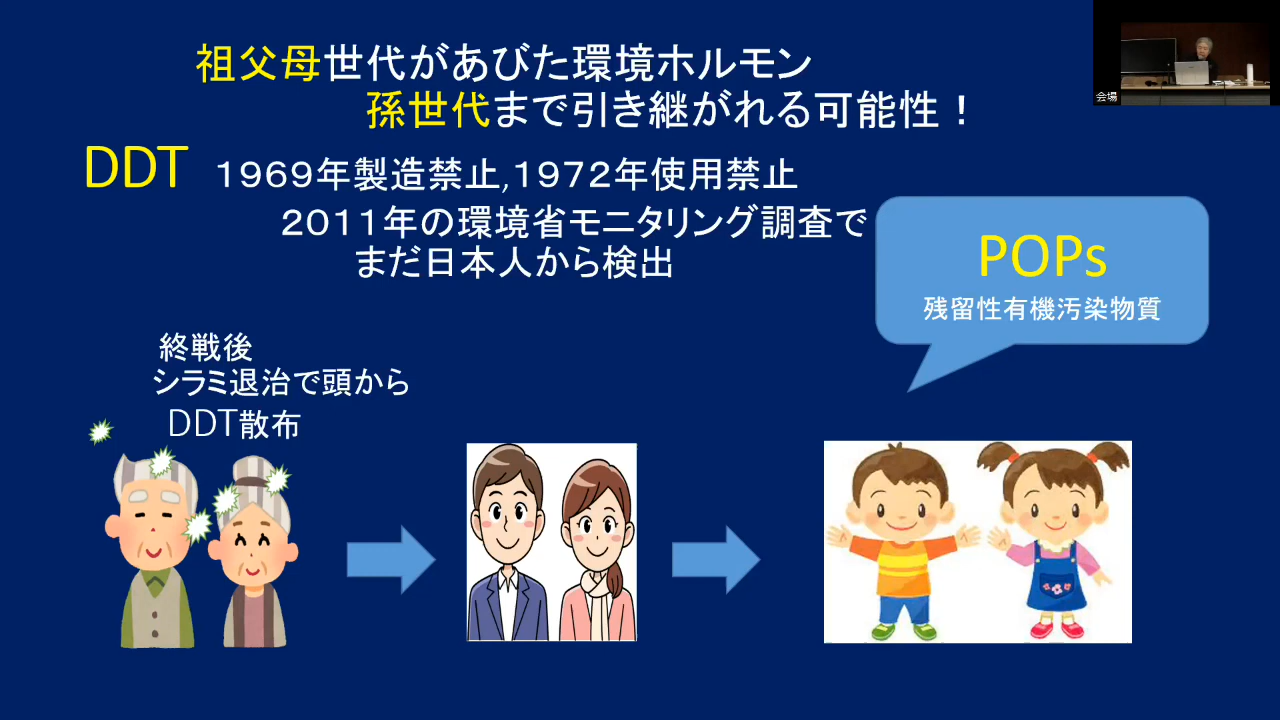 祖父母世代があびた環境ホルモン
孫世代まで引き継がれる可能性！
DDT １９６９年製造禁止,１９７２年使用禁止
２０１１年の環境省モニタリング調査で
まだ日本人から検出
POPs
残留性有機汚染物質
終戦後
シラミ退治で頭から
DDT散布
会場